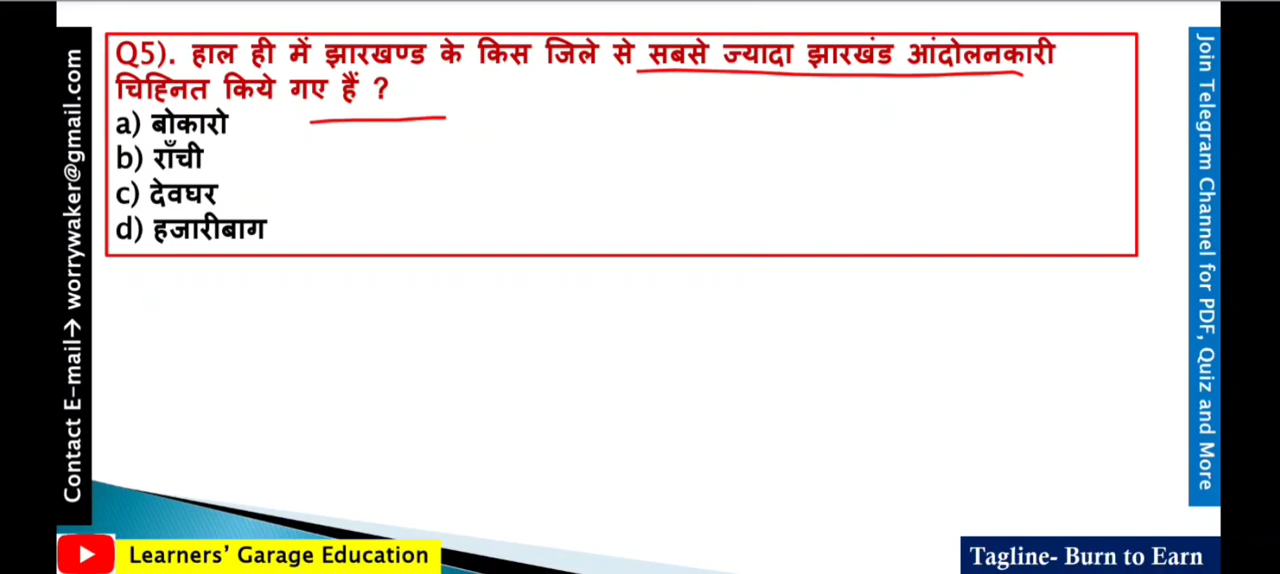 Q5). हाल ही में झारखण्ड के किस जिले से सबसे ज्यादा झारखंड आंदोलनकारी
चिह्नित किये गए हैं ?
a) बोकारो
b) राँची
c) देवघर
d) हजारीबाग
Contact E-mail→ worrywaker@gmail.com
Join Telegram Channel for PDF, Quiz and More
Learners’ Garage Education
Tagline- Burn to Earn